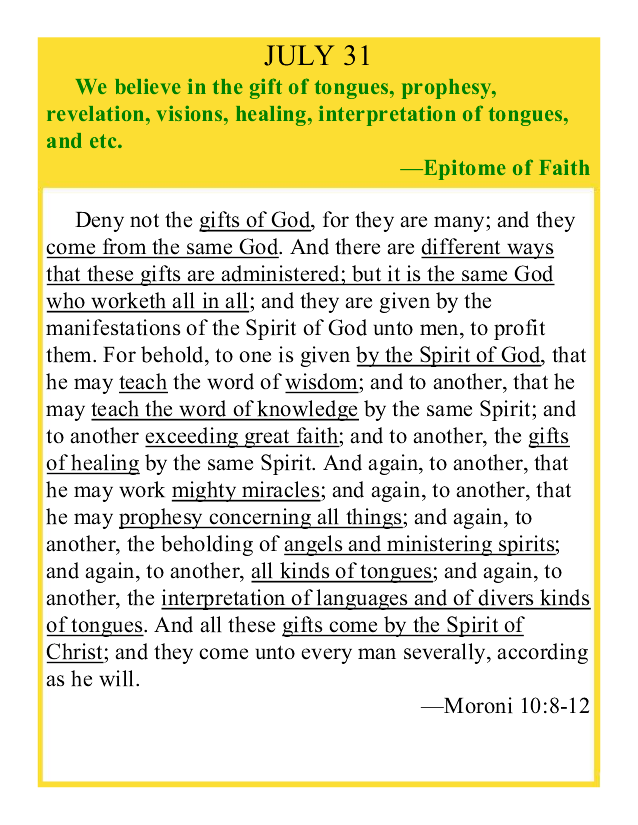 JULY 31
We believe in the gift of tongues, prophesy,
revelation, visions, healing, interpretation of tongues,
and etc.
—Epitome of Faith
Deny not the gifts of God, for they are many; and they
come from the same God. And there are different ways
that these gifts are administered; but it is the same God
who worketh all in all; and they are given by the
manifestations of the Spirit of God unto men, to profit
them. For behold, to one is given by the Spirit of God, that
he may teach the word of wisdom; and to another, that he
may teach the word of knowledge by the same Spirit; and
to another exceeding great faith; and to another, the gifts
of healing by the same Spirit. And again, to another, that
he may work mighty miracles; and again, to another, that
he may prophesy concerning all things; and again, to
another, the beholding of angels and ministering spirits;
and again, to another, all kinds of tongues; and again, to
another, the interpretation of languages and of divers kinds
of tongues. And all these gifts come by the Spirit of
Christ; and they come unto every man severally, according
as he will.
—Moroni 10:8-12